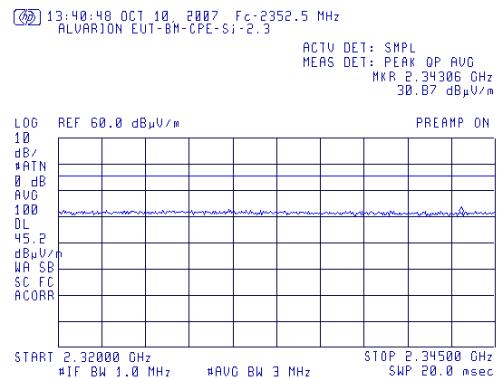 hp 13:40:48 OCT 10, 2007 Fc-2352.5 MHz
ALVARION EUT-BM-CPE-Si-2.3
ACTV DET: SMPL
MEAS DET: PEAK QP AVG
MKR 2.34306 GHz
30.87 dBµV/m
LOG REF 60.0 dBµV/m PREAMP ON
10
dB/
#ATN
0 dB
AVG
100
DL
45.2
dBµV/m
WA SB
SC FC
ACORR
START 2.32000 GHz STOP 2.34500 GHz
#IF BW 1.0 MHz #AVG BW 3 MHz SWP 20.0 msec